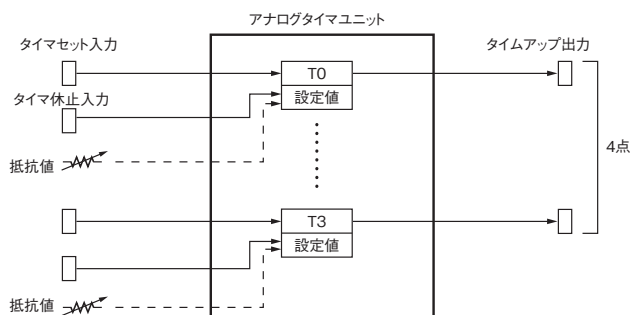 アナログタイマユニット
タイマセット入力
タイムアップ出力
T0
設定値
タイマ休止入力
抵抗値
4点
T3
設定値
抵抗値